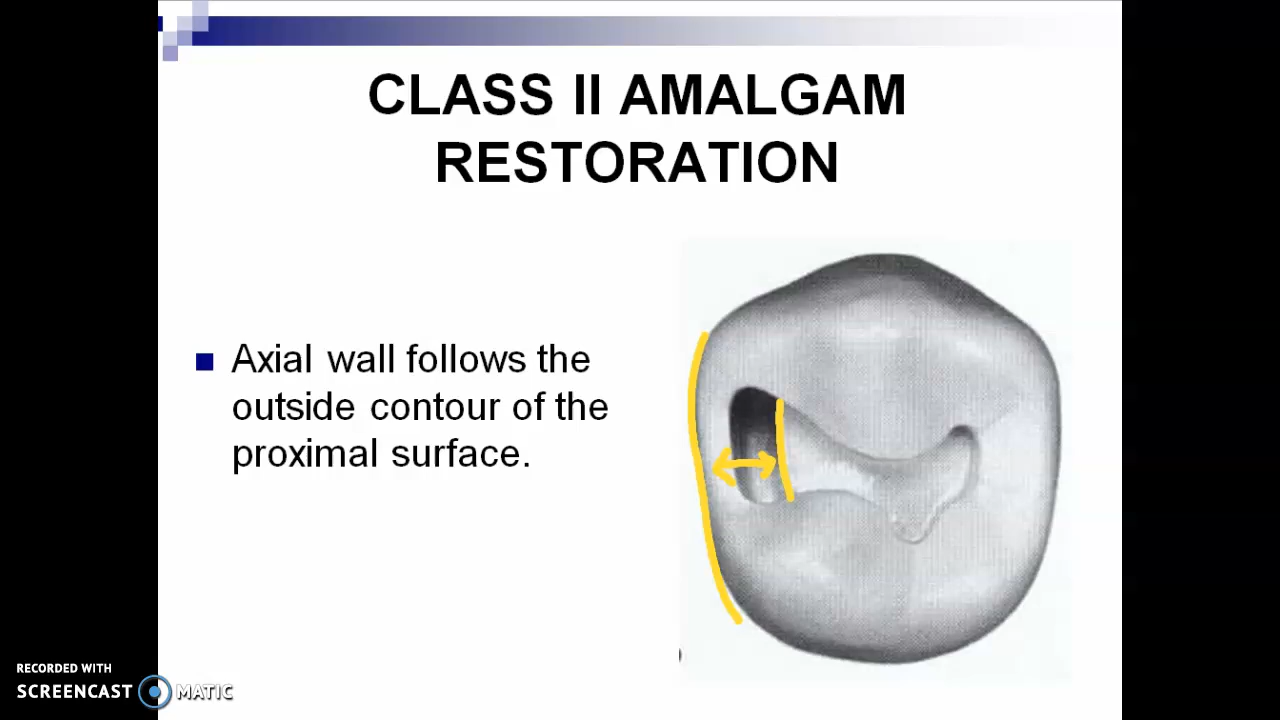 CLASS II AMALGAM
RESTORATION
Axial wall follows the
outside contour of the
proximal surface.
RECORDED WITH
SCREENCAST MATIC